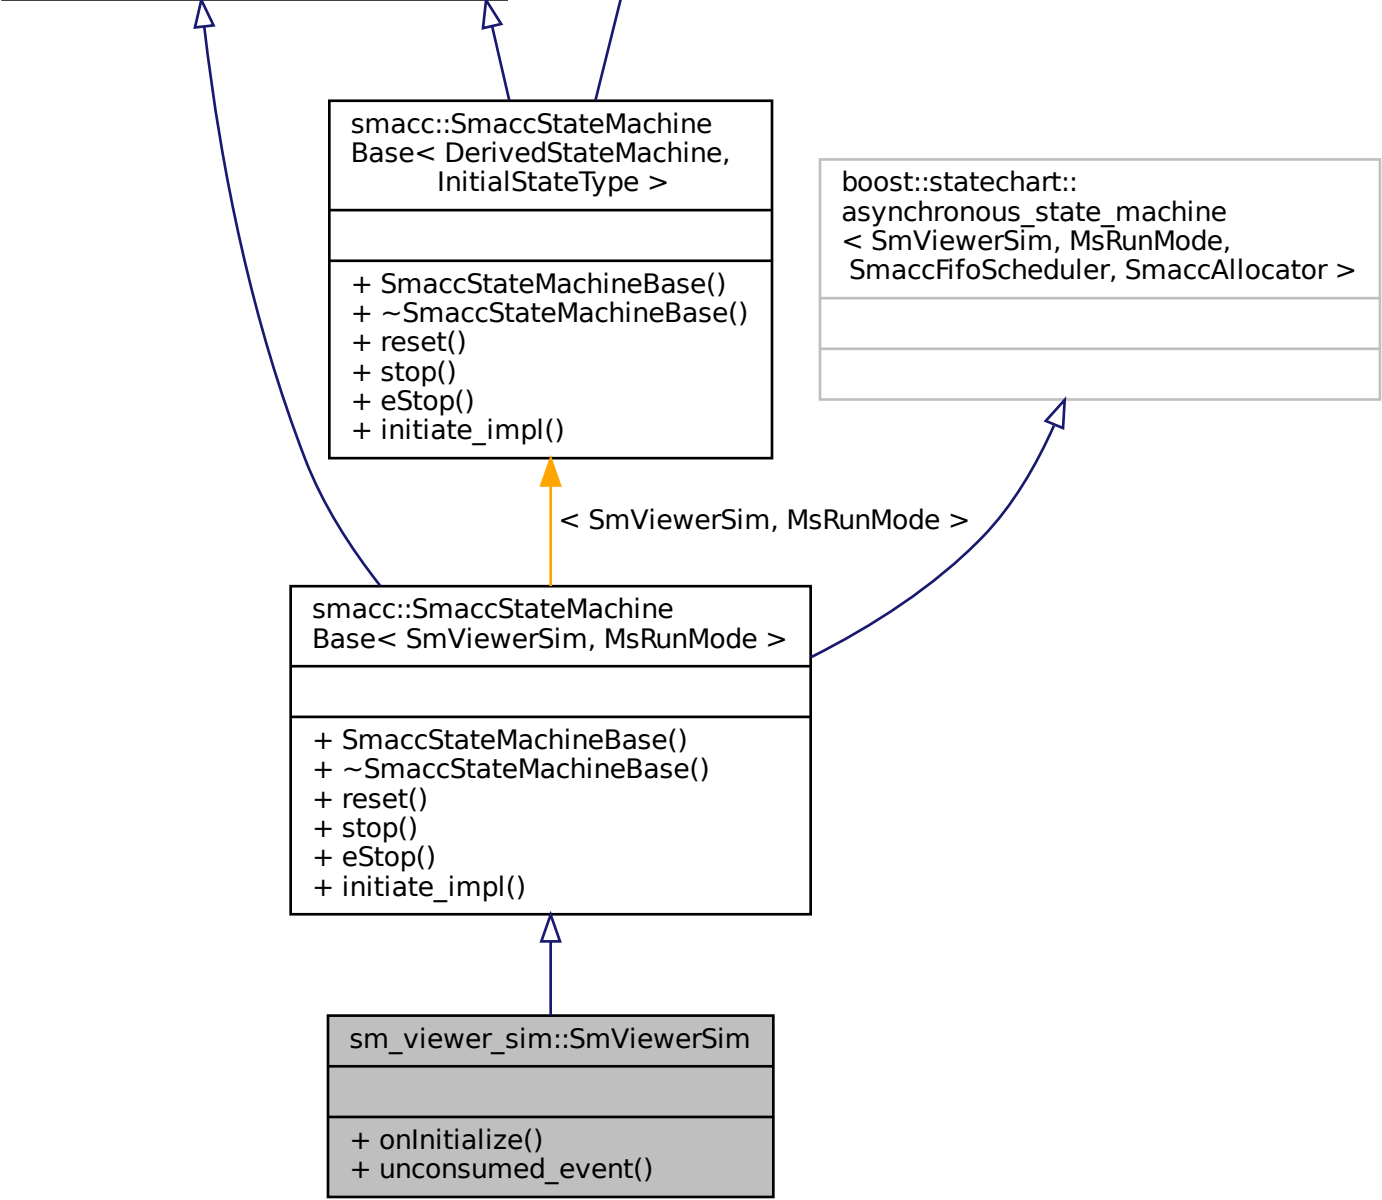 smacc::SmaccStateMachine
Base< DerivedStateMachine,
InitialStateType >
+ SmaccStateMachineBase()
+ ~SmaccStateMachineBase()
+ reset()
+ stop()
+ eStop()
+ initiate_impl()
boost::statechart::
asynchronous_state_machine
< SmViewerSim, MsRunMode,
SmaccFifoScheduler, SmaccAllocator >
< SmViewerSim, MsRunMode >
smacc::SmaccStateMachine
Base< SmViewerSim, MsRunMode >
+ SmaccStateMachineBase()
+ ~SmaccStateMachineBase()
+ reset()
+ stop()
+ eStop()
+ initiate_impl()
sm_viewer_sim::SmViewerSim
+ onInitialize()
+ unconsumed_event()